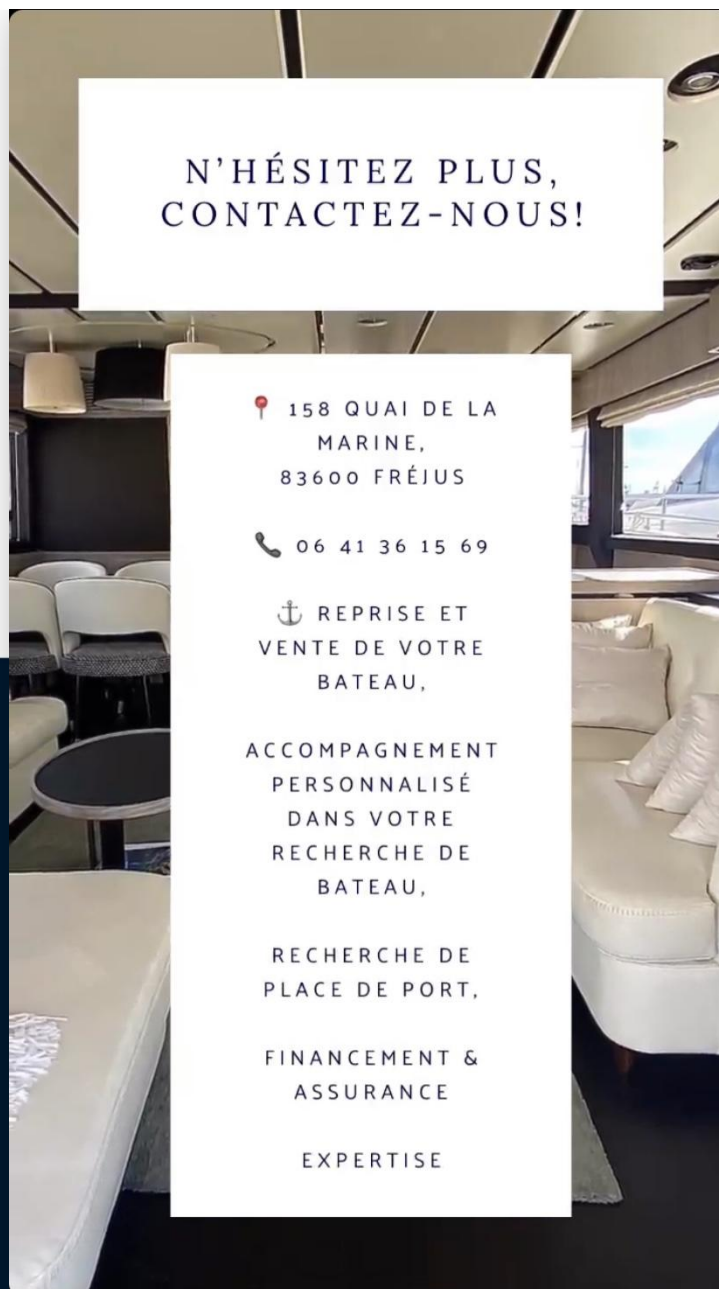 N'HÉSITEZ PLUS,
CONTACTEZ-NOUS!
📍 158 QUAI DE LA
MARINE,
83600 FRÉJUS
📞 06 41 36 15 69
⚓ REPRISE ET
VENTE DE VOTRE
BATEAU,
ACCOMPAGNEMENT
PERSONNALISÉ
DANS VOTRE
RECHERCHE DE
BATEAU,
RECHERCHE DE
PLACE DE PORT,
FINANCEMENT &
ASSURANCE
EXPERTISE